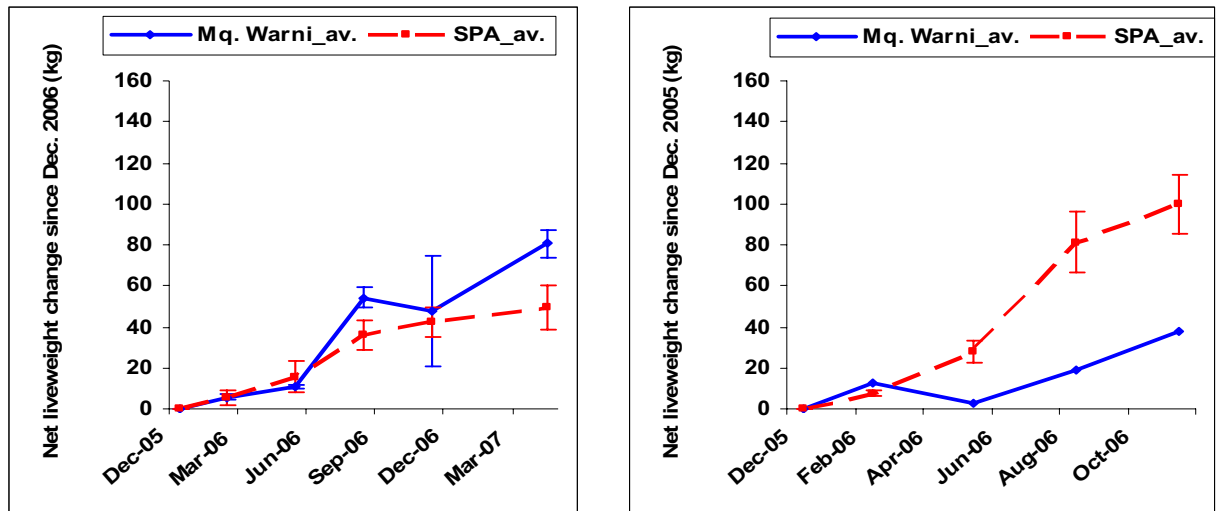 Mq. Warni_av. SPA_av.
Net liveweight change since Dec. 2006 (kg)
160
140
120
100
80
60
40
20
0
Dec-05
Mar-06
Jun-06
Sep-06
Dec-06
Mar-07
Mq. Warni_av. SPA_av.
Net liveweight change since Dec. 2005 (kg)
160
140
120
100
80
60
40
20
0
Dec-05
Feb-06
Apr-06
Jun-06
Aug-06
Oct-06